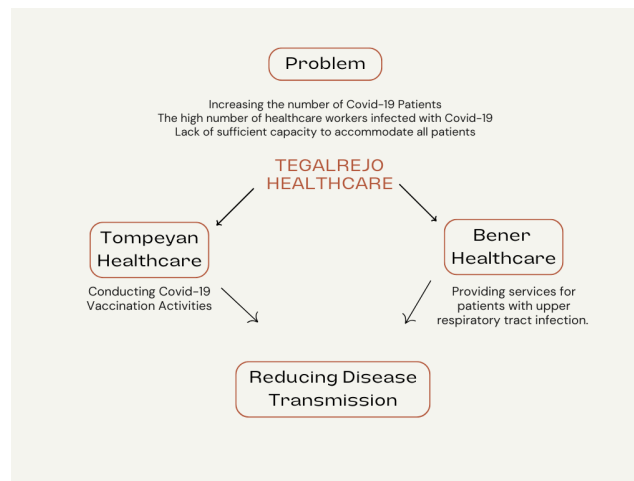 Problem
Increasing the number of Covid-19 Patients
The high number of healthcare workers infected with Covid-19
Lack of sufficient capacity to accommodate all patients
TEGALREJO
HEALTHCARE
Tompeyan
Healthcare
Conducting Covid-19
Vaccination Activities
Bener
Healthcare
Providing services for
patients with upper
respiratory tract infection.
Reducing Disease
Transmission